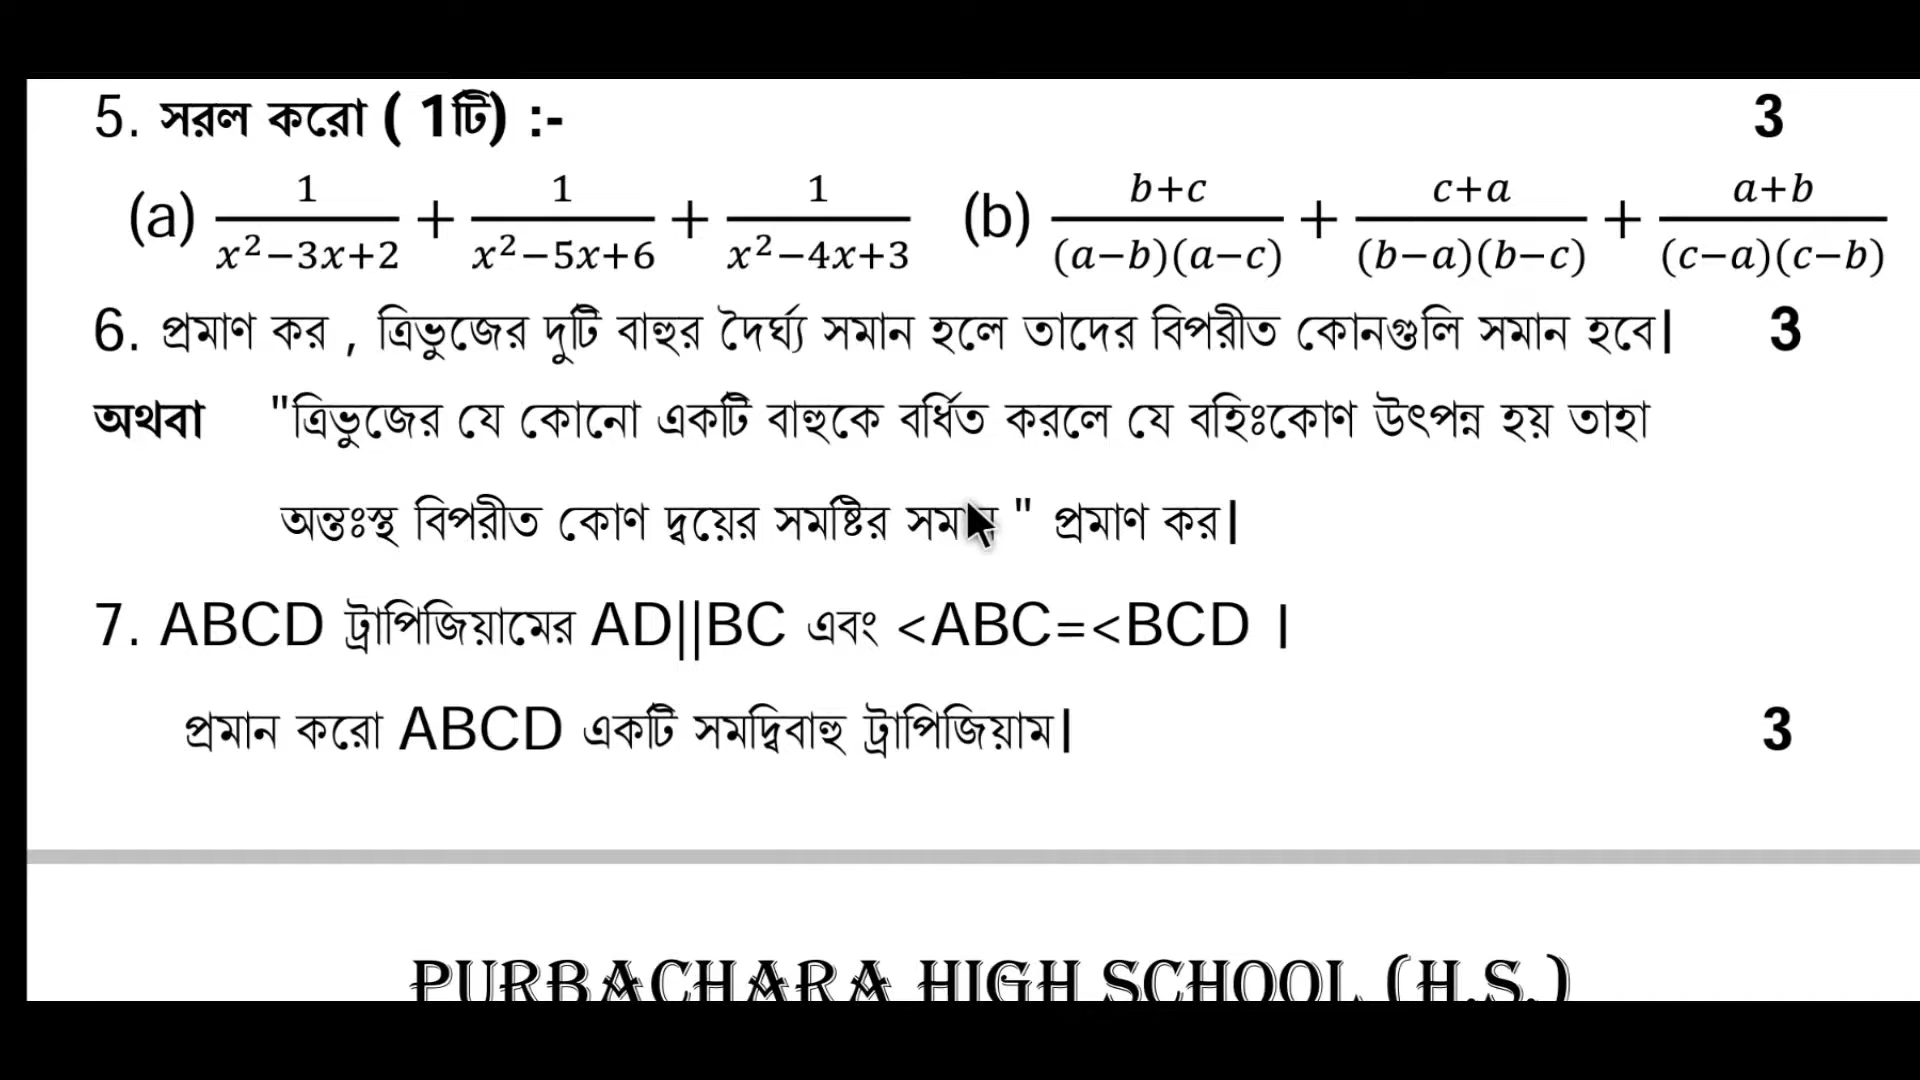 5. সরল করো ( 1টি) :- 3
(a) 1/(x²−3x+2) + 1/(x²−5x+6) + 1/(x²−4x+3) (b) (b+c)/((a−b)(a−c)) + (c+a)/((b−a)(b−c)) + (a+b)/((c−a)(c−b))
6. প্রমাণ কর , ত্রিভুজের দুটি বাহুর দৈর্ঘ্য সমান হলে তাদের বিপরীত কোনগুলি সমান হবে| 3
অথবা "ত্রিভুজের যে কোনো একটি বাহুকে বর্ধিত করলে যে বহিঃকোণ উৎপন্ন হয় তাহা
অন্তঃস্থ বিপরীত কোণ দ্বয়ের সমষ্টির সমান " প্রমাণ কর|
7. ABCD ট্রাপিজিয়ামের AD||BC এবং <ABC=<BCD |
প্রমান করো ABCD একটি সমদ্বিবাহু ট্রাপিজিয়াম| 3
PURBACHARA HIGH SCHOOL (H.S.)